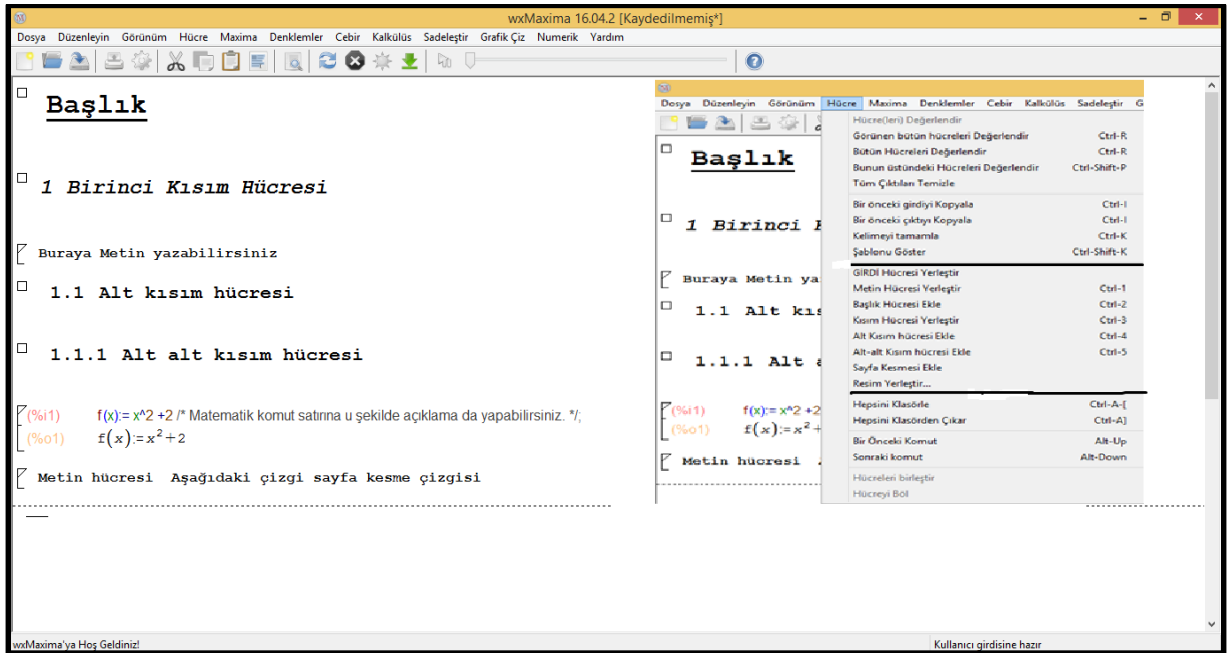 wxMaxima 16.04.2 [Kaydedilmemiş*]
Dosya Düzenleyin Görünüm Hücre Maxima Denklemler Cebir Kalkülüs Sadeleştir Grafik Çiz Numerik Yardım
Başlık
1 Birinci Kısım Hücresi
Buraya Metin yazabilirsiniz
1.1 Alt kısım hücresi
1.1.1 Alt alt kısım hücresi
(%i1) f(x):= x^2 +2 /* Matematik komut satırına u şekilde açıklama da yapabilirsiniz. */;
(%o1) f(x):=x²+2
Metin hücresi Aşağıdaki çizgi sayfa kesme çizgisi
Dosya Düzenleyin Görünüm Hücre Maxima Denklemler Cebir Kalkülüs Sadeleştir G
Başlık
1 Birinci
Buraya Metin ya
1.1 Alt kıs
1.1.1 Alt
(%i1) f(x):= x^2 +2
(%o1) f(x):=x²+
Metin hücresi
Hücre(leri) Değerlendir
Görünen bütün hücreleri Değerlendir Ctrl-R
Bütün Hücreleri Değerlendir Ctrl-R
Bunun üstündeki Hücreleri Değerlendir Ctrl-Shift-P
Tüm Çıktıları Temizle
Bir önceki girdiyi Kopyala Ctrl-I
Bir önceki çıktıyı Kopyala Ctrl-I
Kelimeyi tamamla Ctrl-K
Şablonu Göster Ctrl-Shift-K
GİRDİ Hücresi Yerleştir
Metin Hücresi Yerleştir Ctrl-1
Başlık Hücresi Ekle Ctrl-2
Kısım Hücresi Yerleştir Ctrl-3
Alt Kısım hücresi Ekle Ctrl-4
Alt-alt Kısım hücresi Ekle Ctrl-5
Sayfa Kesmesi Ekle
Resim Yerleştir...
Hepsini Klasörle Ctrl-A-[
Hepsini Klasörden Çıkar Ctrl-A]
Bir Önceki Komut Alt-Up
Sonraki komut Alt-Down
Hücreleri birleştir
Hücreyi Böl
wxMaxima'ya Hoş Geldiniz!
Kullanıcı girdisine hazır